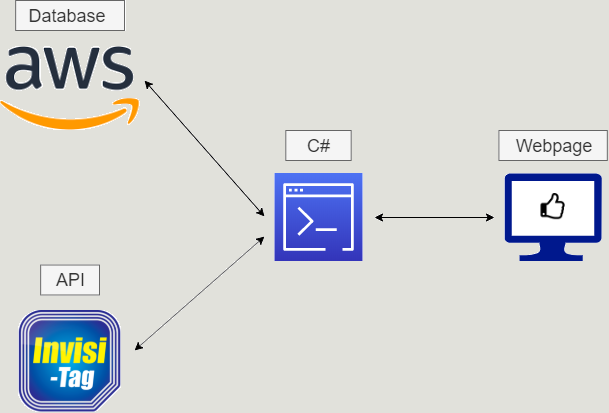 Database
aws
C#
Webpage
API
Invisi
-Tag